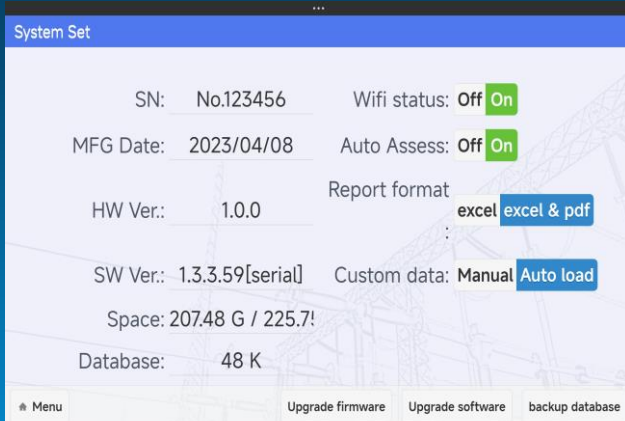 ...
System Set
SN: No.123456 Wifi status: Off On
MFG Date: 2023/04/08 Auto Assess: Off On
Report format
HW Ver.: 1.0.0 : excel excel & pdf
SW Ver.: 1.3.3.59[serial] Custom data: Manual Auto load
Space: 207.48 G / 225.7
Database: 48 K
Menu Upgrade firmware Upgrade software backup database